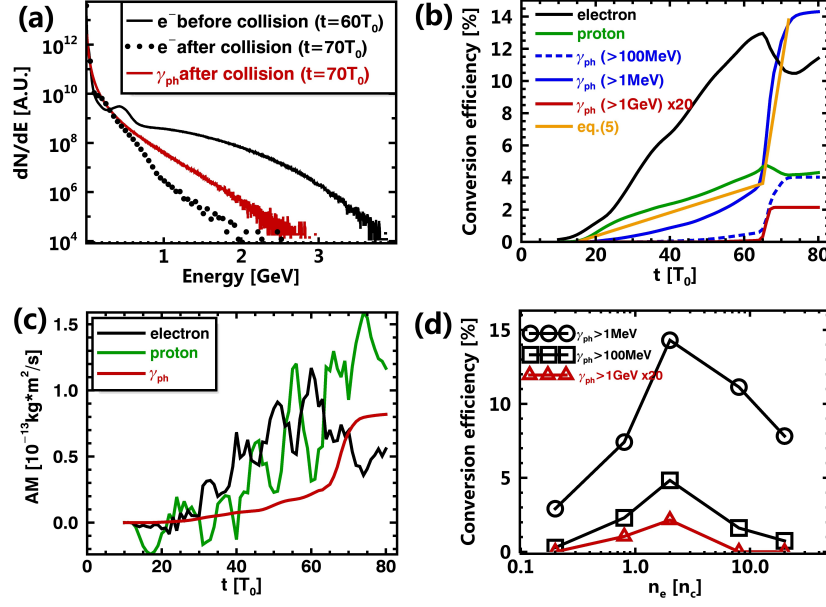 (a)
e⁻ before collision (t=60T₀)
e⁻ after collision (t=70T₀)
γₚₕ after collision (t=70T₀)
10¹²
10¹⁰
10⁸
10⁶
10⁴
dN/dE [A.U.]
0
1
2
3
Energy [GeV]
(b)
electron
proton
γₚₕ (>100MeV)
γₚₕ (>1MeV)
γₚₕ (>1GeV) x20
eq.(5)
14
12
10
8
6
4
2
0
Conversion efficiency [%]
0
20
40
60
80
t [T₀]
(c)
electron
proton
γₚₕ
1.5
1.0
0.5
0.0
AM [10⁻¹³kg*m²/s]
0
20
40
60
80
t [T₀]
(d)
γₚₕ>1MeV
γₚₕ>100MeV
γₚₕ>1GeV x20
15
10
5
0
Conversion efficiency [%]
0.1
1.0
10.0
nₑ [n꜀]